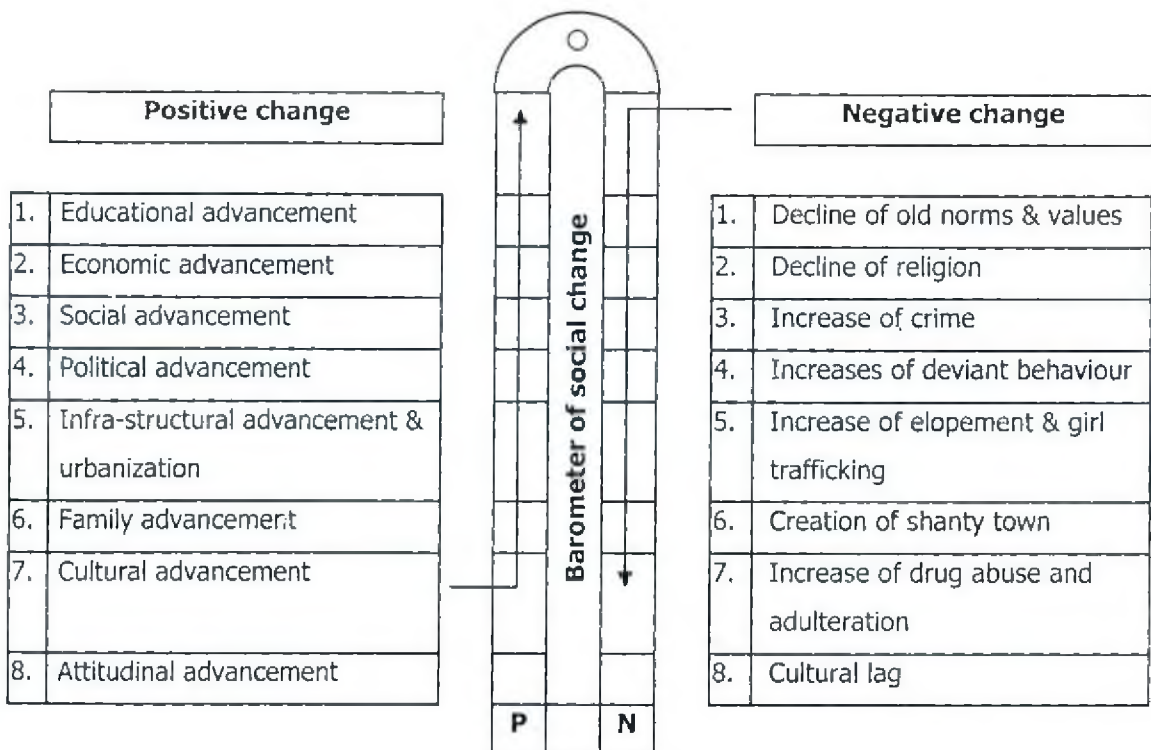 Positive change
1. Educational advancement
2. Economic advancement
3. Social advancement
4. Political advancement
5. Infra-structural advancement &
urbanization
6. Family advancement
7. Cultural advancement
8. Attitudinal advancement
Barometer of social change
P N
Negative change
1. Decline of old norms & values
2. Decline of religion
3. Increase of crime
4. Increases of deviant behaviour
5. Increase of elopement & girl
trafficking
6. Creation of shanty town
7. Increase of drug abuse and
adulteration
8. Cultural lag